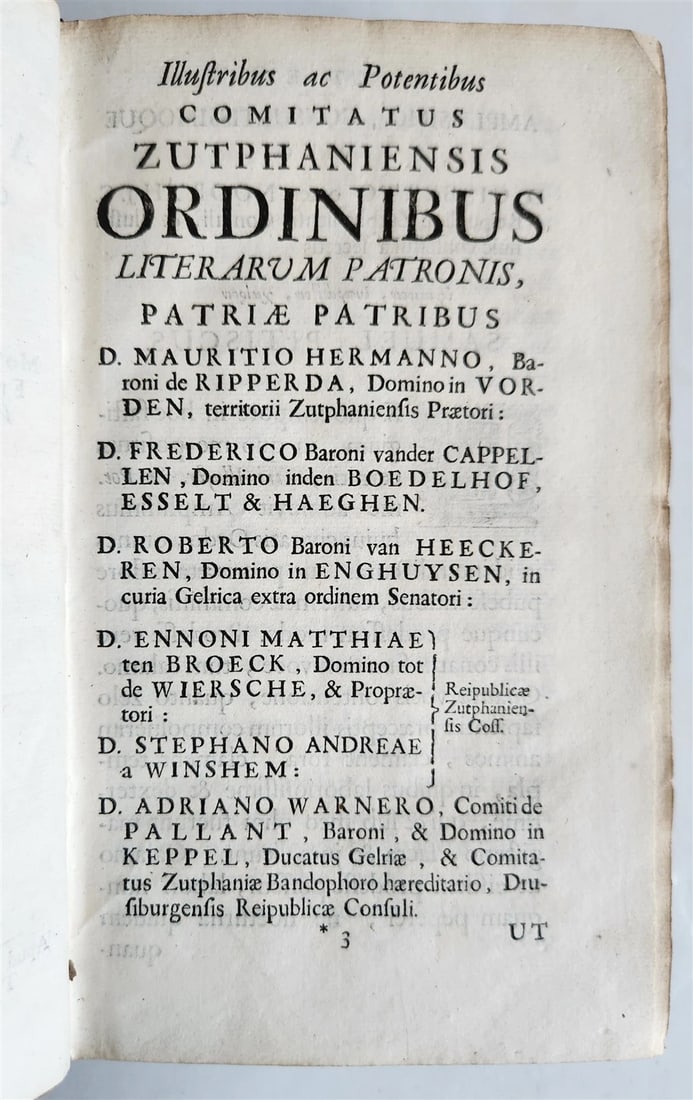 Illuſtribus ac Potentibus
COMITATUS
ZUTPHANIENSIS
ORDINIBUS
LITERARUM PATRONIS,
PATRIÆ PATRIBUS
D. MAURITIO HERMANNO, Ba-
roni de RIPPERDA, Domino in VOR-
DEN, territorii Zutphanienſis Prætori:
D. FREDERICO Baroni vander CAPPEL-
LEN, Domino inden BOEDELHOF,
ESSELT & HAEGHEN.
D. ROBERTO Baroni van HEECKE-
REN, Domino in ENGHUYSEN, in
curia Gelrica extra ordinem Senatori:
D. ENNONI MATTHIAE
ten BROECK, Domino tot
de WIERSCHE, & Propræ-
tori:
D. STEPHANO ANDREAE
a WINSHEM:
Reipublicæ
Zutphanien-
ſis Coſſ.
D. ADRIANO WARNERO, Comiti de
PALLANT, Baroni, & Domino in
KEPPEL, Ducatus Gelriæ, & Comita-
tus Zutphaniæ Bandophoro hæreditario, Dru-
ſiburgenſis Reipublicæ Conſuli.
* 3 UT